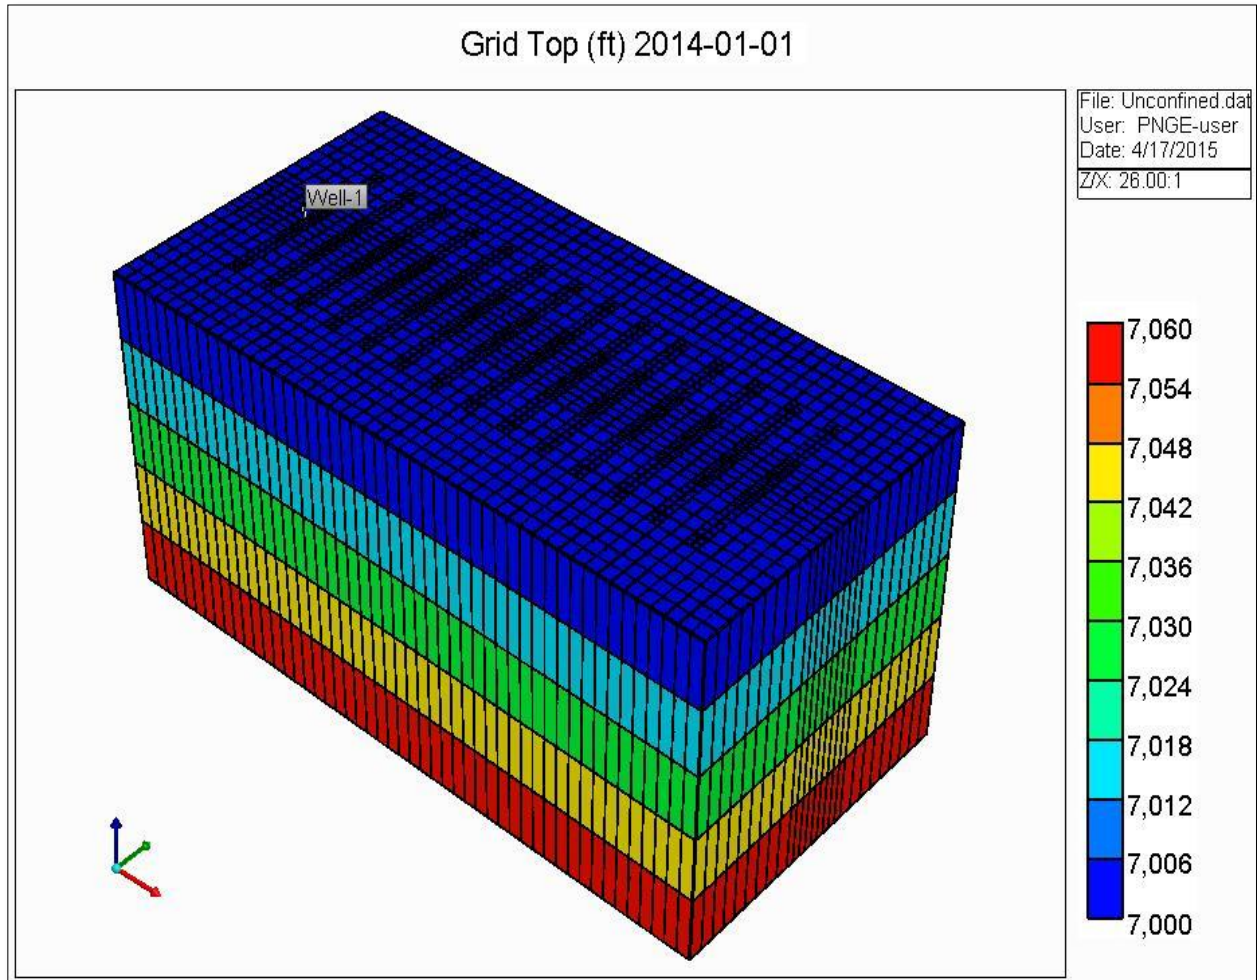 Grid Top (ft) 2014-01-01
File: Unconfined.dat
User: PNGE-user
Date: 4/17/2015
Z/X: 26.00:1
Well-1
7,060
7,054
7,048
7,042
7,036
7,030
7,024
7,018
7,012
7,006
7,000